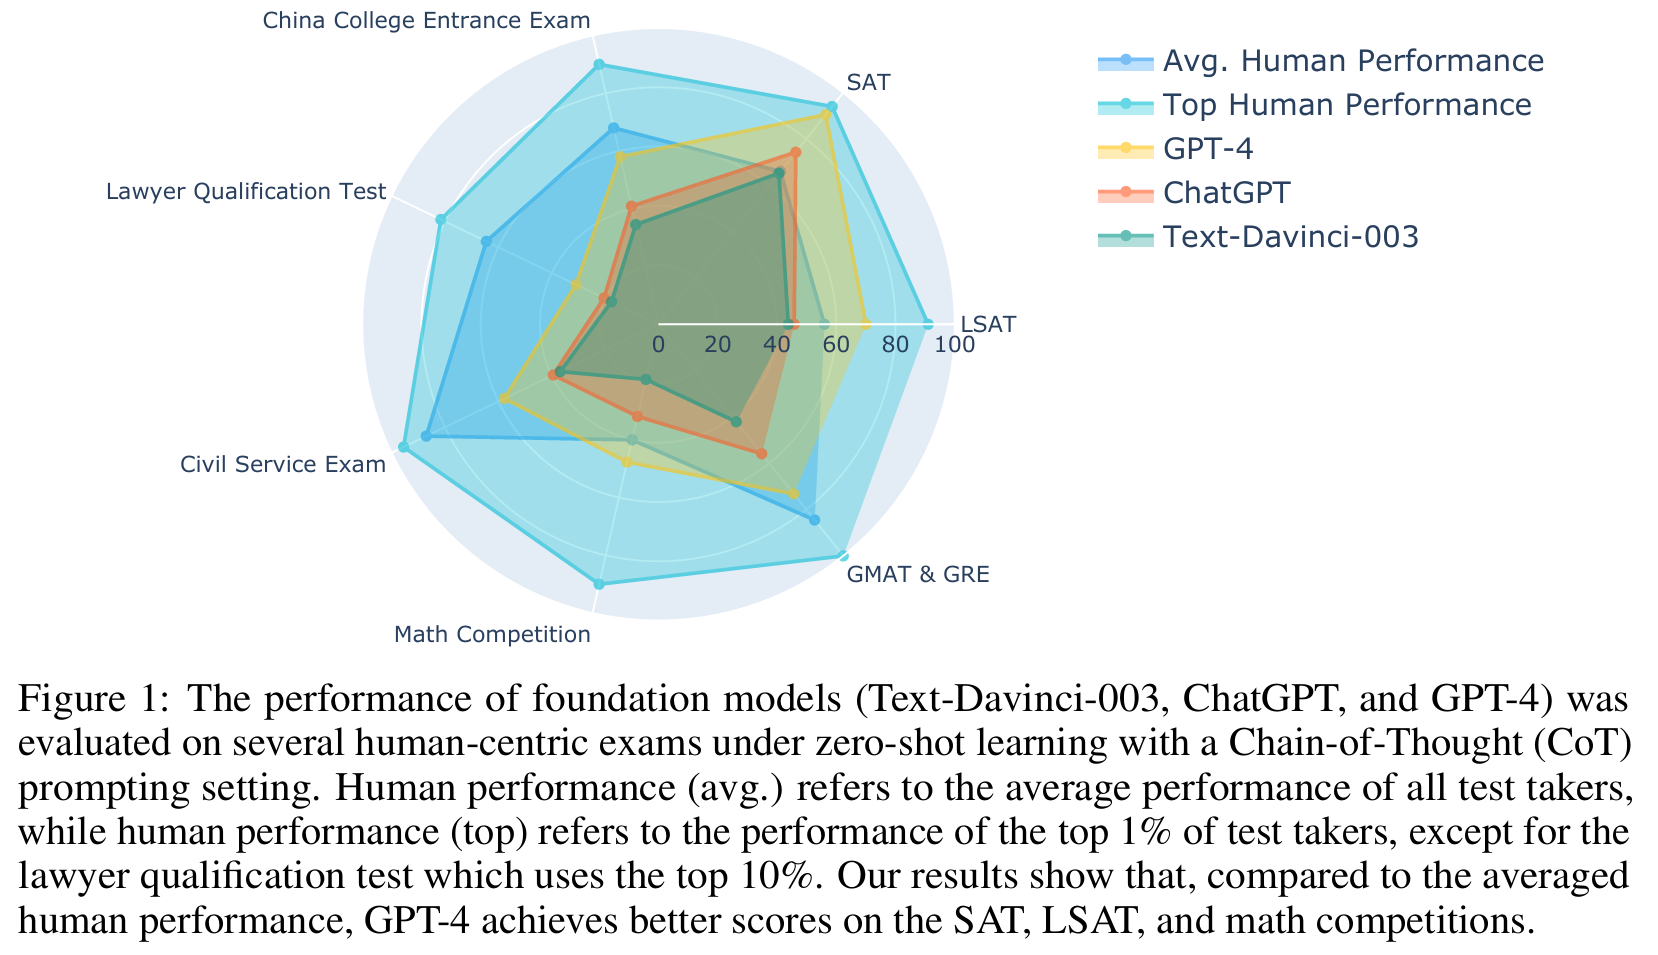 China College Entrance Exam
SAT
Lawyer Qualification Test
LSAT
0 20 40 60 80 100
Civil Service Exam
GMAT & GRE
Math Competition
Avg. Human Performance
Top Human Performance
GPT-4
ChatGPT
Text-Davinci-003
Figure 1: The performance of foundation models (Text-Davinci-003, ChatGPT, and GPT-4) was
evaluated on several human-centric exams under zero-shot learning with a Chain-of-Thought (CoT)
prompting setting. Human performance (avg.) refers to the average performance of all test takers,
while human performance (top) refers to the performance of the top 1% of test takers, except for the
lawyer qualification test which uses the top 10%. Our results show that, compared to the averaged
human performance, GPT-4 achieves better scores on the SAT, LSAT, and math competitions.